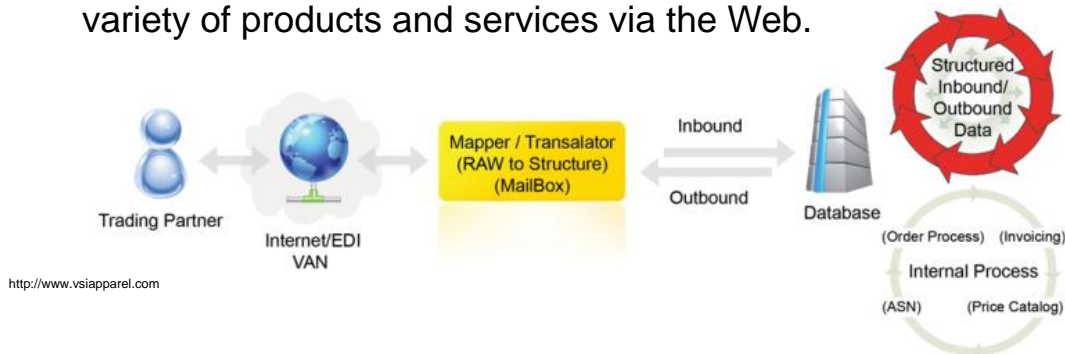 variety of products and services via the Web.
Structured
Inbound/
Outbound
Data
Mapper / Transalator
(RAW to Structure)
(MailBox)
Inbound
Outbound
Trading Partner
Internet/EDI
VAN
Database
(Order Process) (Invoicing)
Internal Process
(ASN) (Price Catalog)
http://www.vsiapparel.com